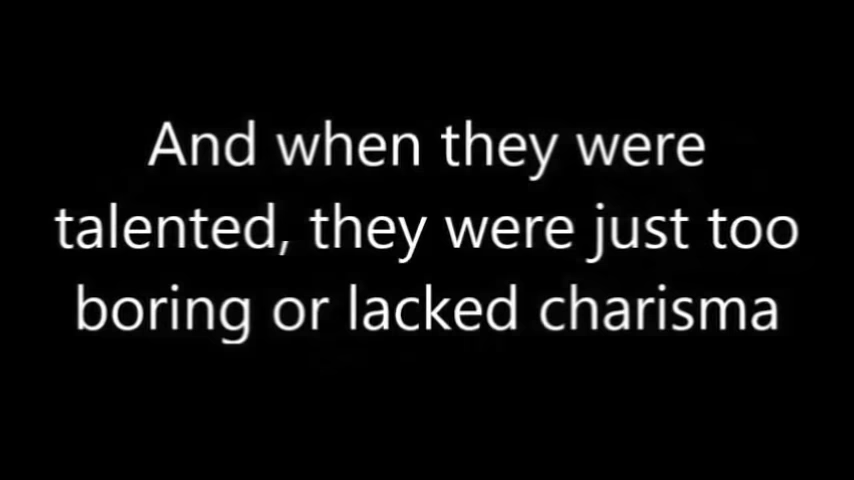 And when they were
talented, they were just too
boring or lacked charisma